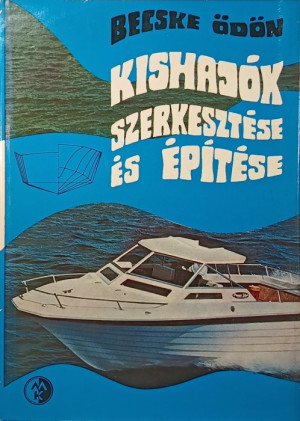 BECSKE ÖDÖN
KISHAJÓK
SZERKESZTÉSE
ÉS ÉPÍTÉSE